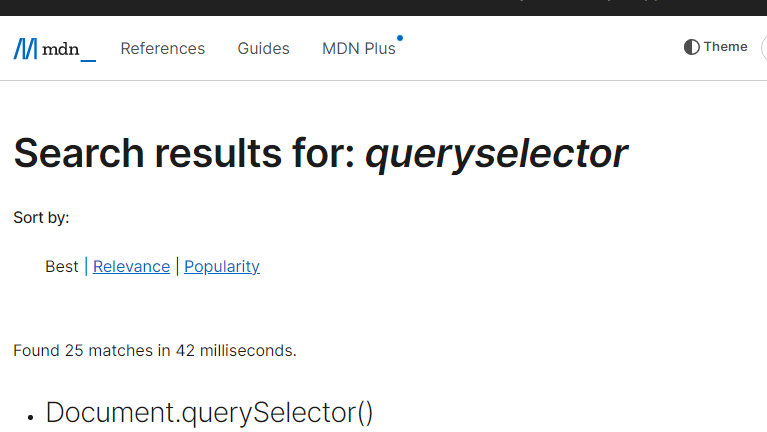 mdn_ References Guides MDN Plus Theme
Search results for: queryselector
Sort by:
Best | Relevance | Popularity
Found 25 matches in 42 milliseconds.
• Document.querySelector()